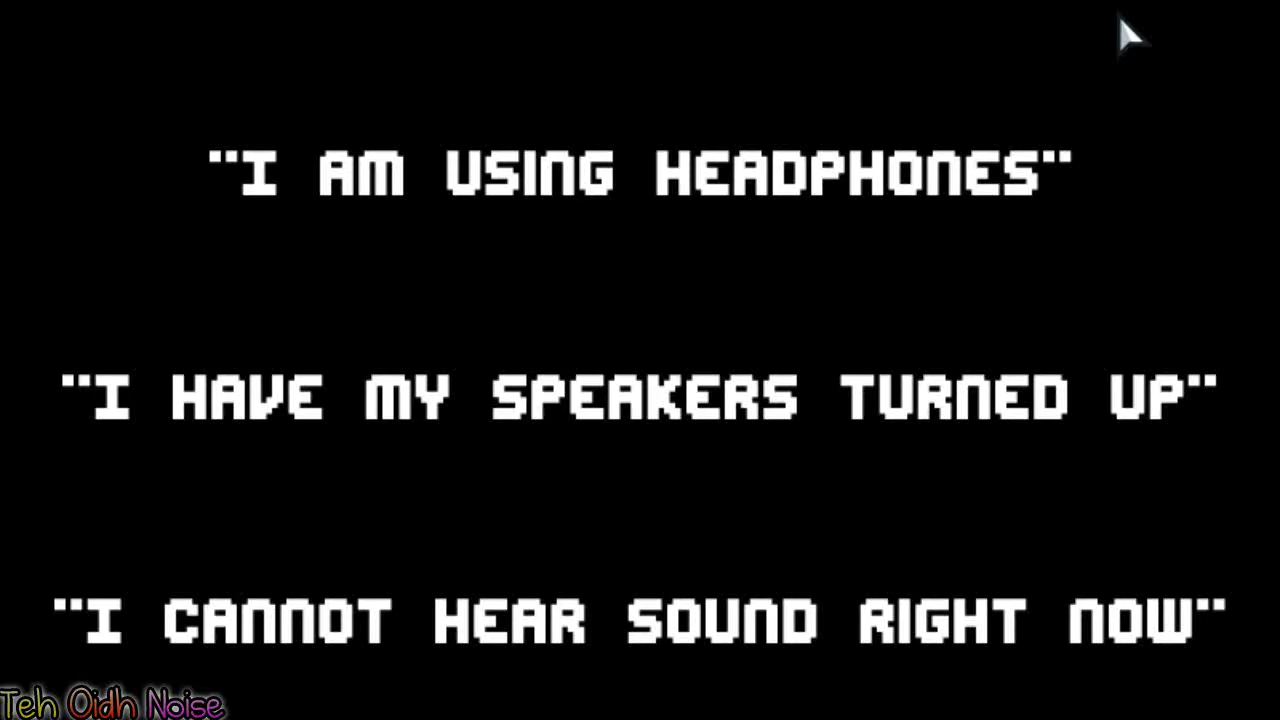 "I AM USING HEADPHONES"
"I HAVE MY SPEAKERS TURNED UP"
"I CANNOT HEAR SOUND RIGHT NOW"
Teh Oidh Noise